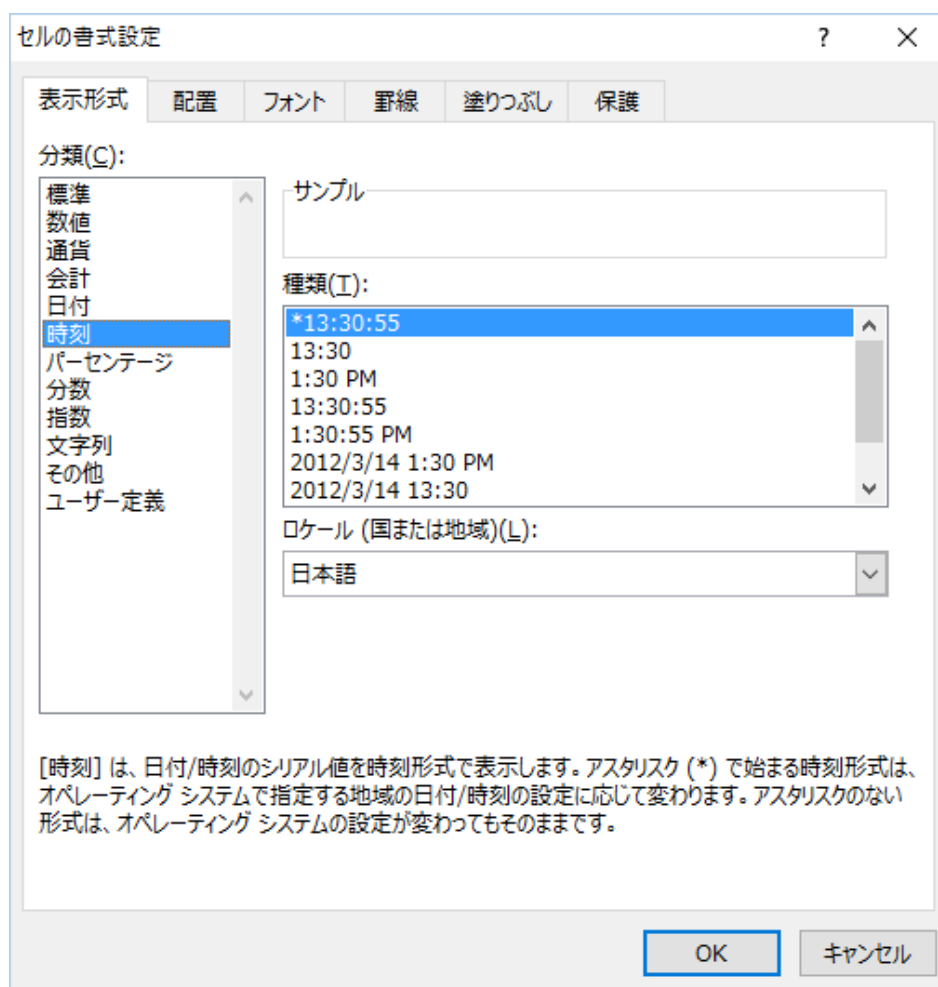 セルの書式設定
?
×
表示形式
配置
フォント
罫線
塗りつぶし
保護
分類(C):
標準
数値
通貨
会計
日付
時刻
パーセンテージ
分数
指数
文字列
その他
ユーザー定義
サンプル
種類(T):
*13:30:55
13:30
1:30 PM
13:30:55
1:30:55 PM
2012/3/14 1:30 PM
2012/3/14 13:30
ロケール (国または地域)(L):
日本語
[時刻] は、日付/時刻のシリアル値を時刻形式で表示します。アスタリスク (*) で始まる時刻形式は、
オペレーティング システムで指定する地域の日付/時刻の設定に応じて変わります。アスタリスクのない
形式は、オペレーティング システムの設定が変わってもそのままです。
OK
キャンセル